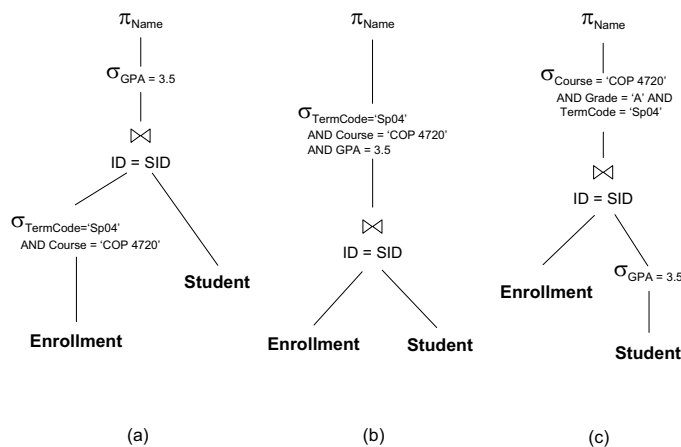 πName
σGPA = 3.5
⋈
ID = SID
σTermCode='Sp04'
AND Course = 'COP 4720'
Student
Enrollment
(a)
πName
σTermCode='Sp04'
AND Course = 'COP 4720'
AND GPA = 3.5
⋈
ID = SID
Enrollment
Student
(b)
πName
σCourse = 'COP 4720'
AND Grade = 'A' AND
TermCode = 'Sp04'
⋈
ID = SID
Enrollment
σGPA = 3.5
Student
(c)